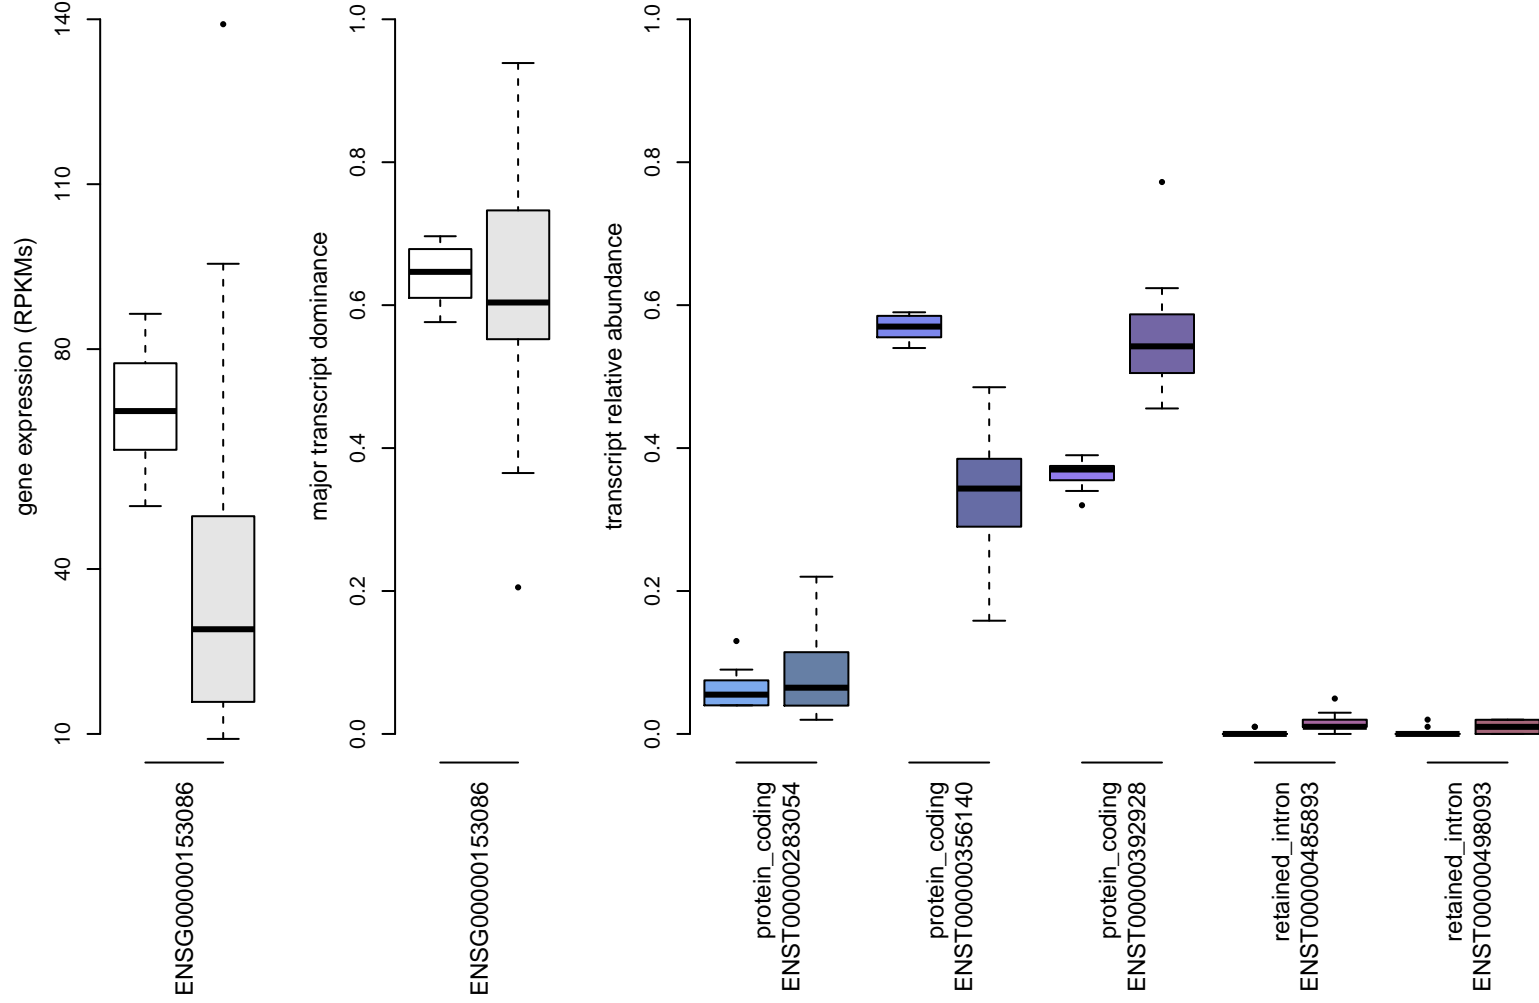 gene expression (RPKMs)
140
110
80
40
10
ENSG00000153086
major transcript dominance
1.0
0.8
0.6
0.4
0.2
0.0
ENSG00000153086
transcript relative abundance
1.0
0.8
0.6
0.4
0.2
0.0
protein_coding
ENST00000283054
protein_coding
ENST00000356140
protein_coding
ENST00000392928
retained_intron
ENST00000485893
retained_intron
ENST00000498093